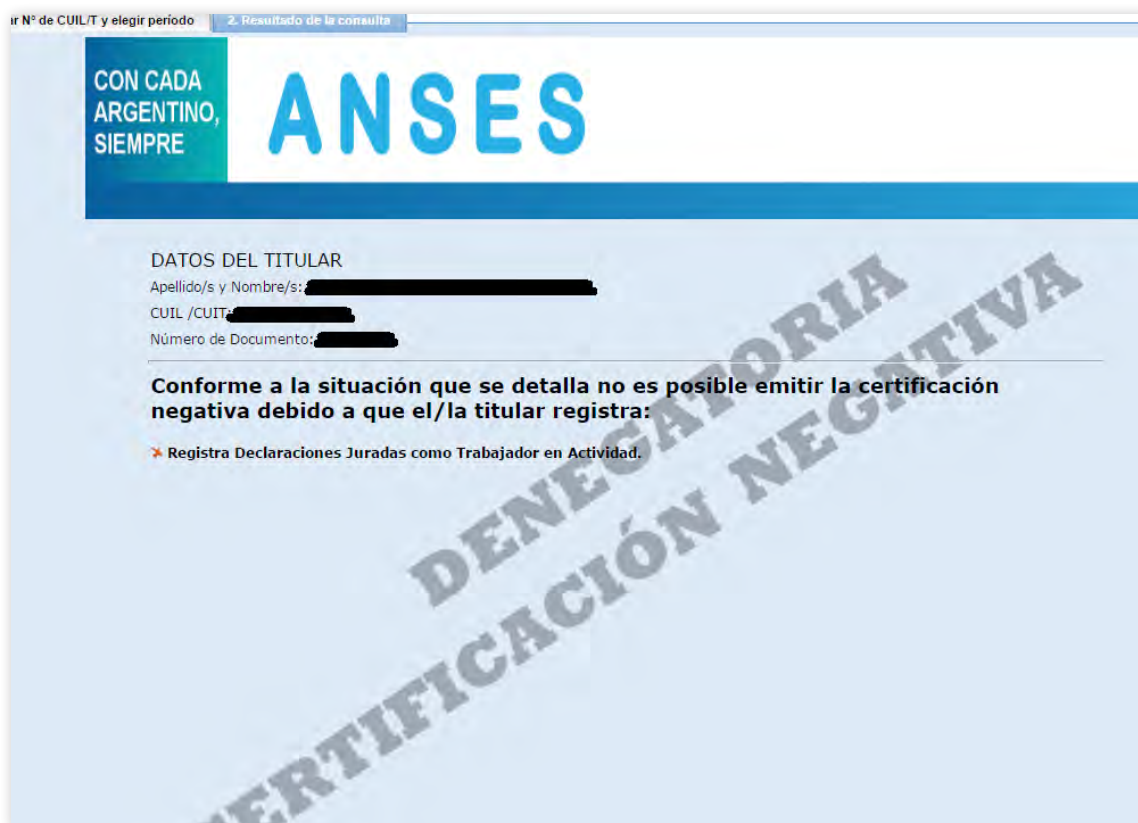 r Nº de CUIL/T y elegir período
2. Resultado de la consulta
CON CADA
ARGENTINO,
SIEMPRE
ANSES
DATOS DEL TITULAR
Apellido/s y Nombre/s:
CUIL /CUIT:
Número de Documento:
Conforme a la situación que se detalla no es posible emitir la certificación
negativa debido a que el/la titular registra:
Registra Declaraciones Juradas como Trabajador en Actividad.
DENEGATORIA
ERTIFICACIÓN NEGATIVA